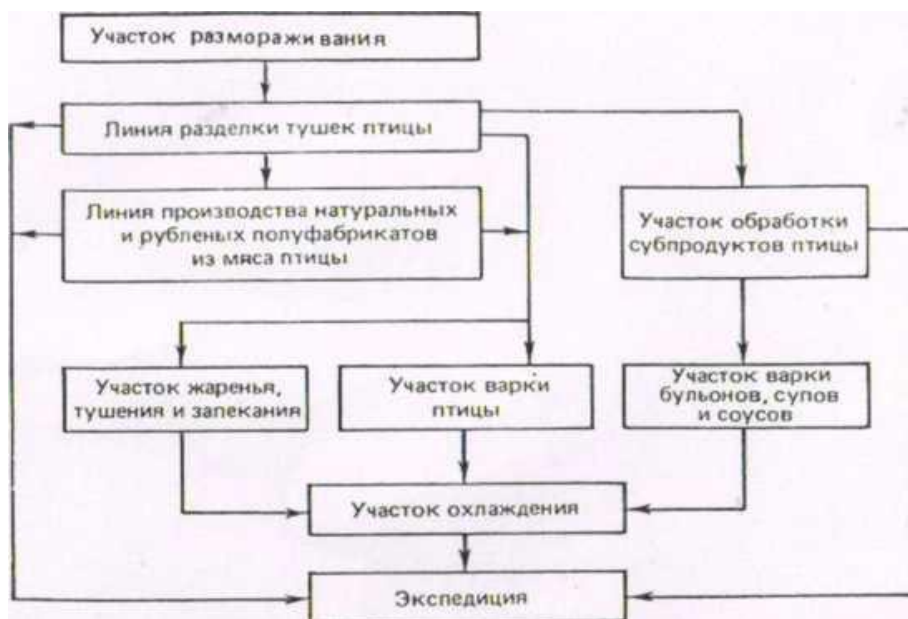 Участок размораживания
Линия разделки тушек птицы
Линия производства натуральных
и рубленых полуфабрикатов
из мяса птицы
Участок обработки
субпродуктов птицы
Участок жаренья,
тушения и запекания
Участок варки
птицы
Участок варки
бульонов, супов
и соусов
Участок охлаждения
Экспедиция